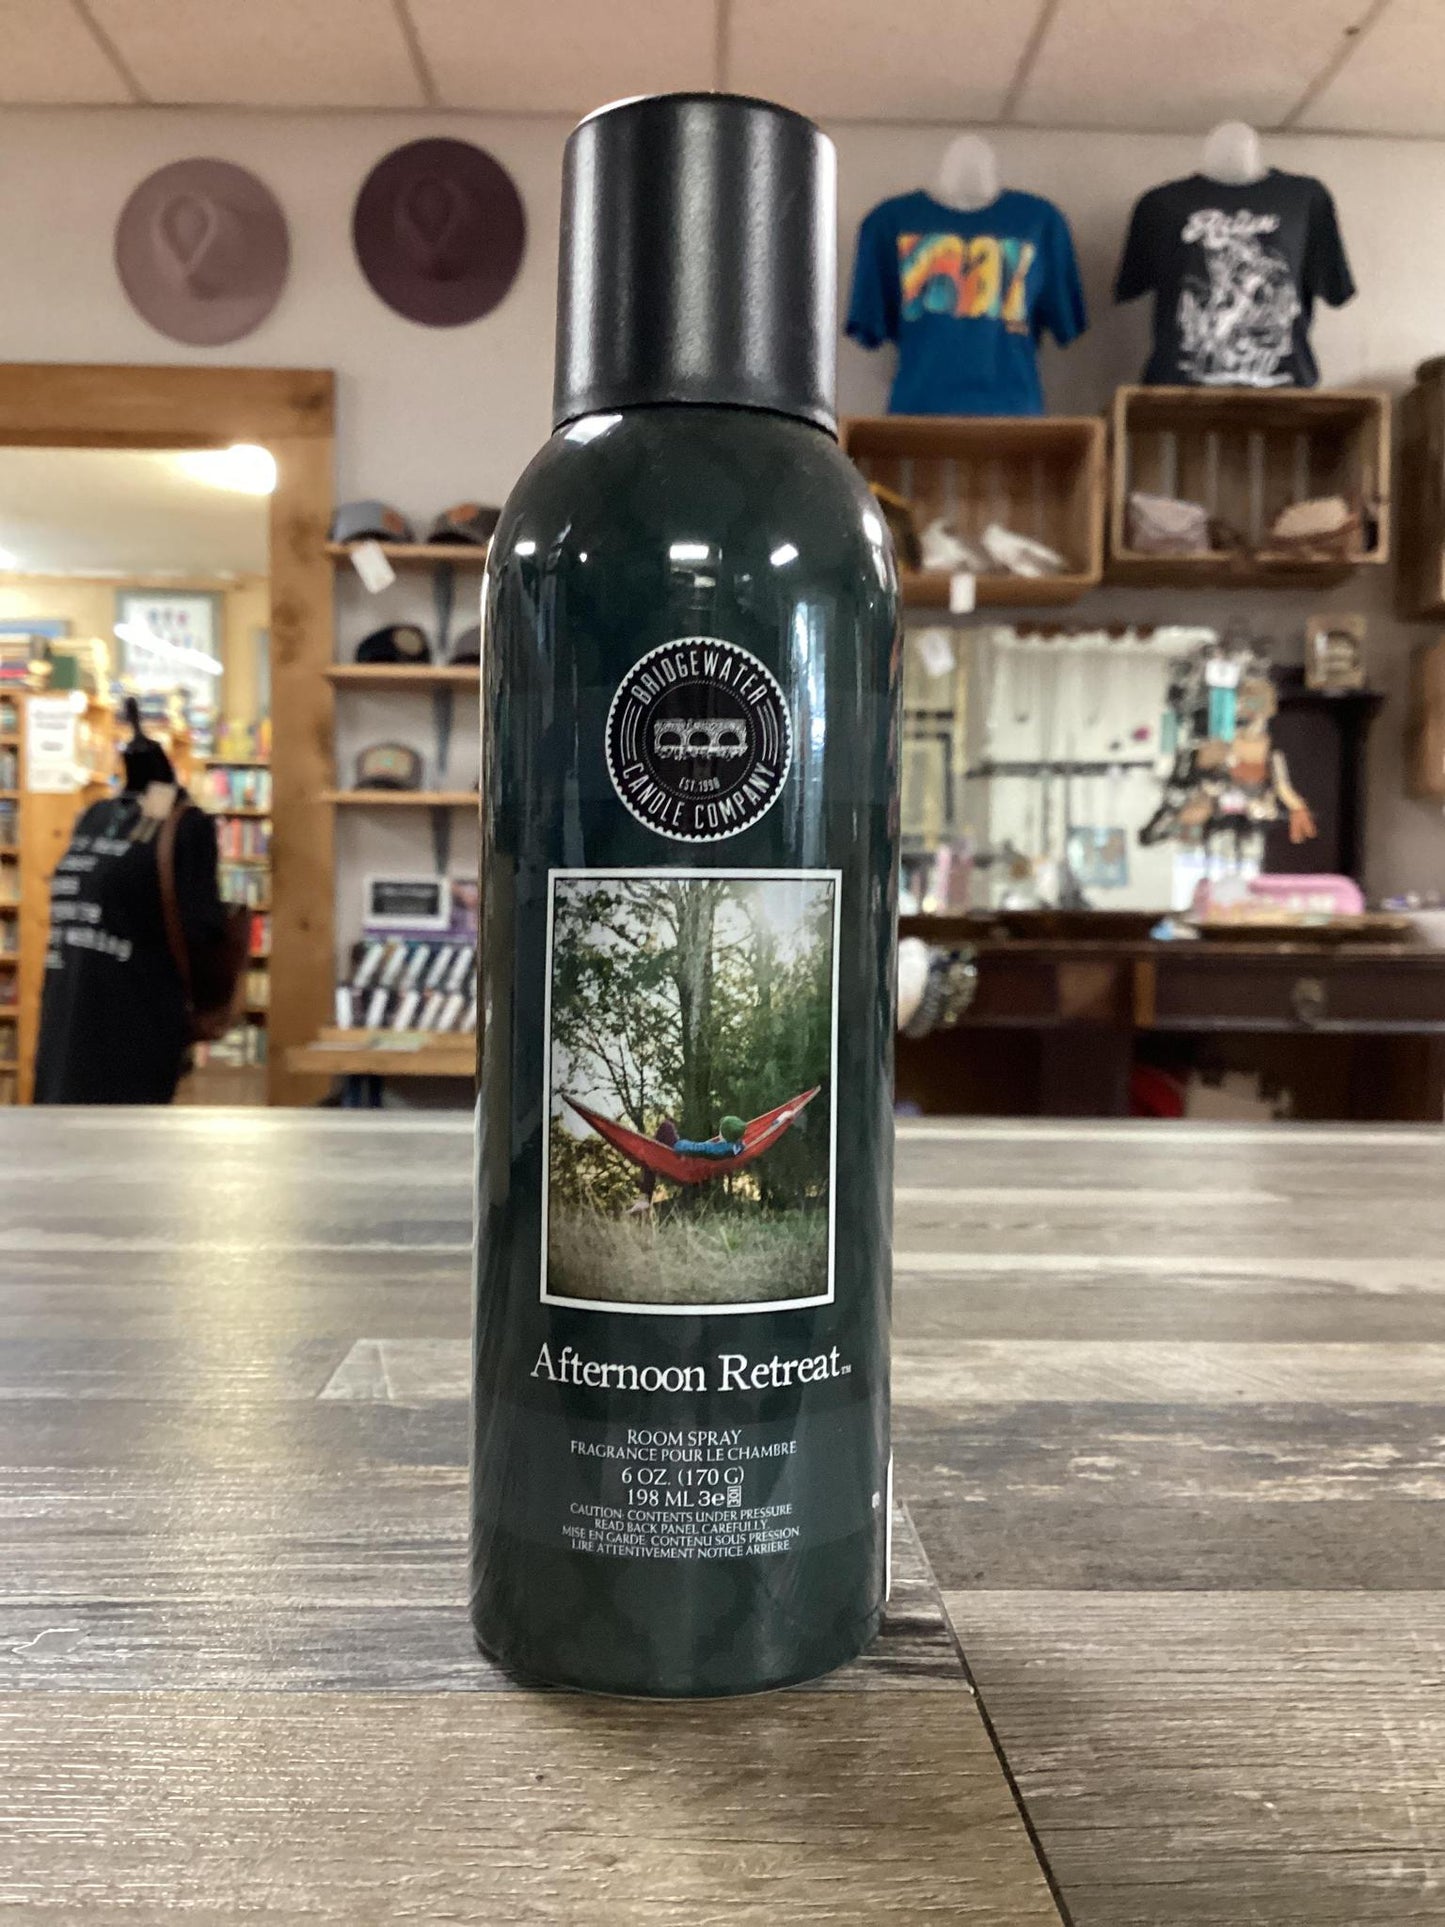 BRIDGEWATER
EST. 1998
CANDLE COMPANY
Afternoon Retreat™
ROOM SPRAY
FRAGRANCE POUR LE CHAMBRE
6 OZ. (170 G)
198 ML 3e
CAUTION: CONTENTS UNDER PRESSURE
READ BACK PANEL CAREFULLY.
MISE EN GARDE: CONTENU SOUS PRESSION.
LIRE ATTENTIVEMENT NOTICE ARRIÈRE.